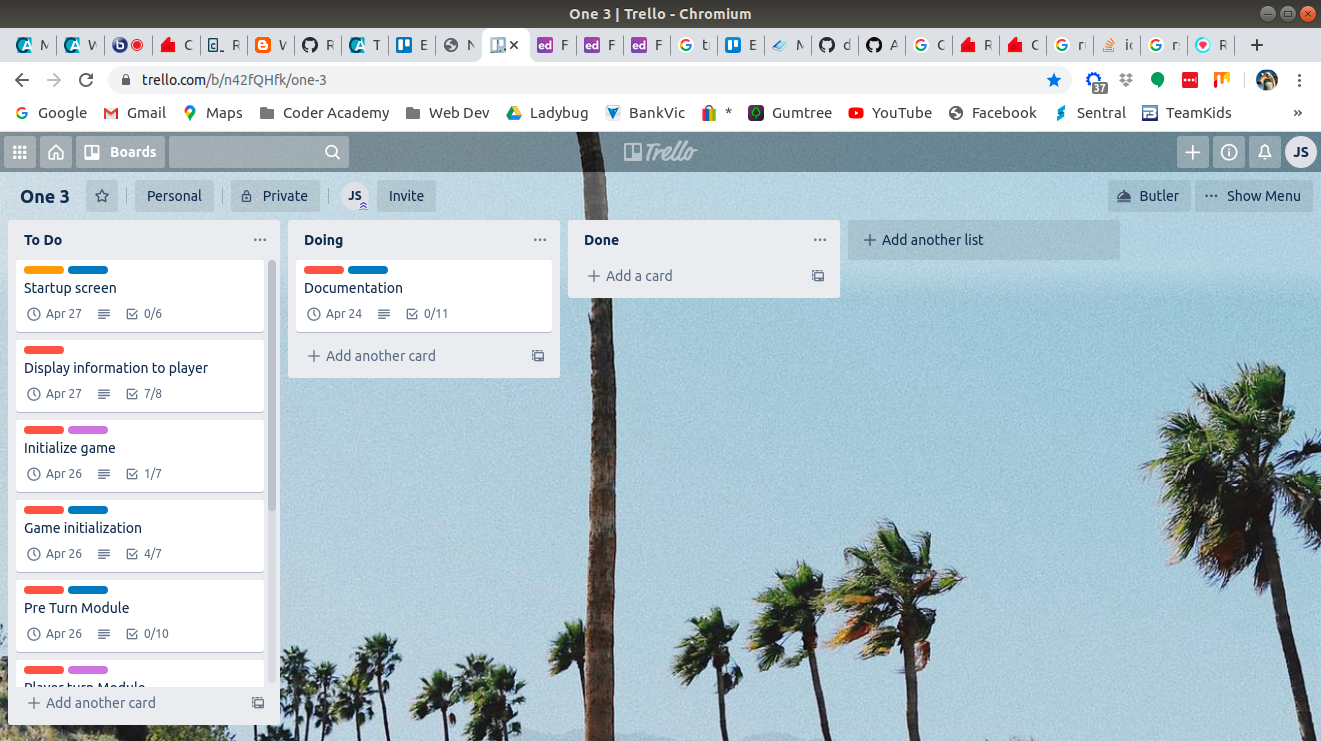 One 3 | Trello - Chromium
trello.com/b/n42fQHfk/one-3
37
Google Gmail Maps Coder Academy Web Dev Ladybug BankVic * Gumtree YouTube Facebook Sentral TeamKids »
Boards
Trello
JS
One 3 Personal Private JS Invite Butler Show Menu
To Do
Startup screen
Apr 27 0/6
Display information to player
Apr 27 7/8
Initialize game
Apr 26 1/7
Game initialization
Apr 26 4/7
Pre Turn Module
Apr 26 0/10
Player turn Module
Add another card
Doing
Documentation
Apr 24 0/11
Add another card
Done
Add a card
Add another list